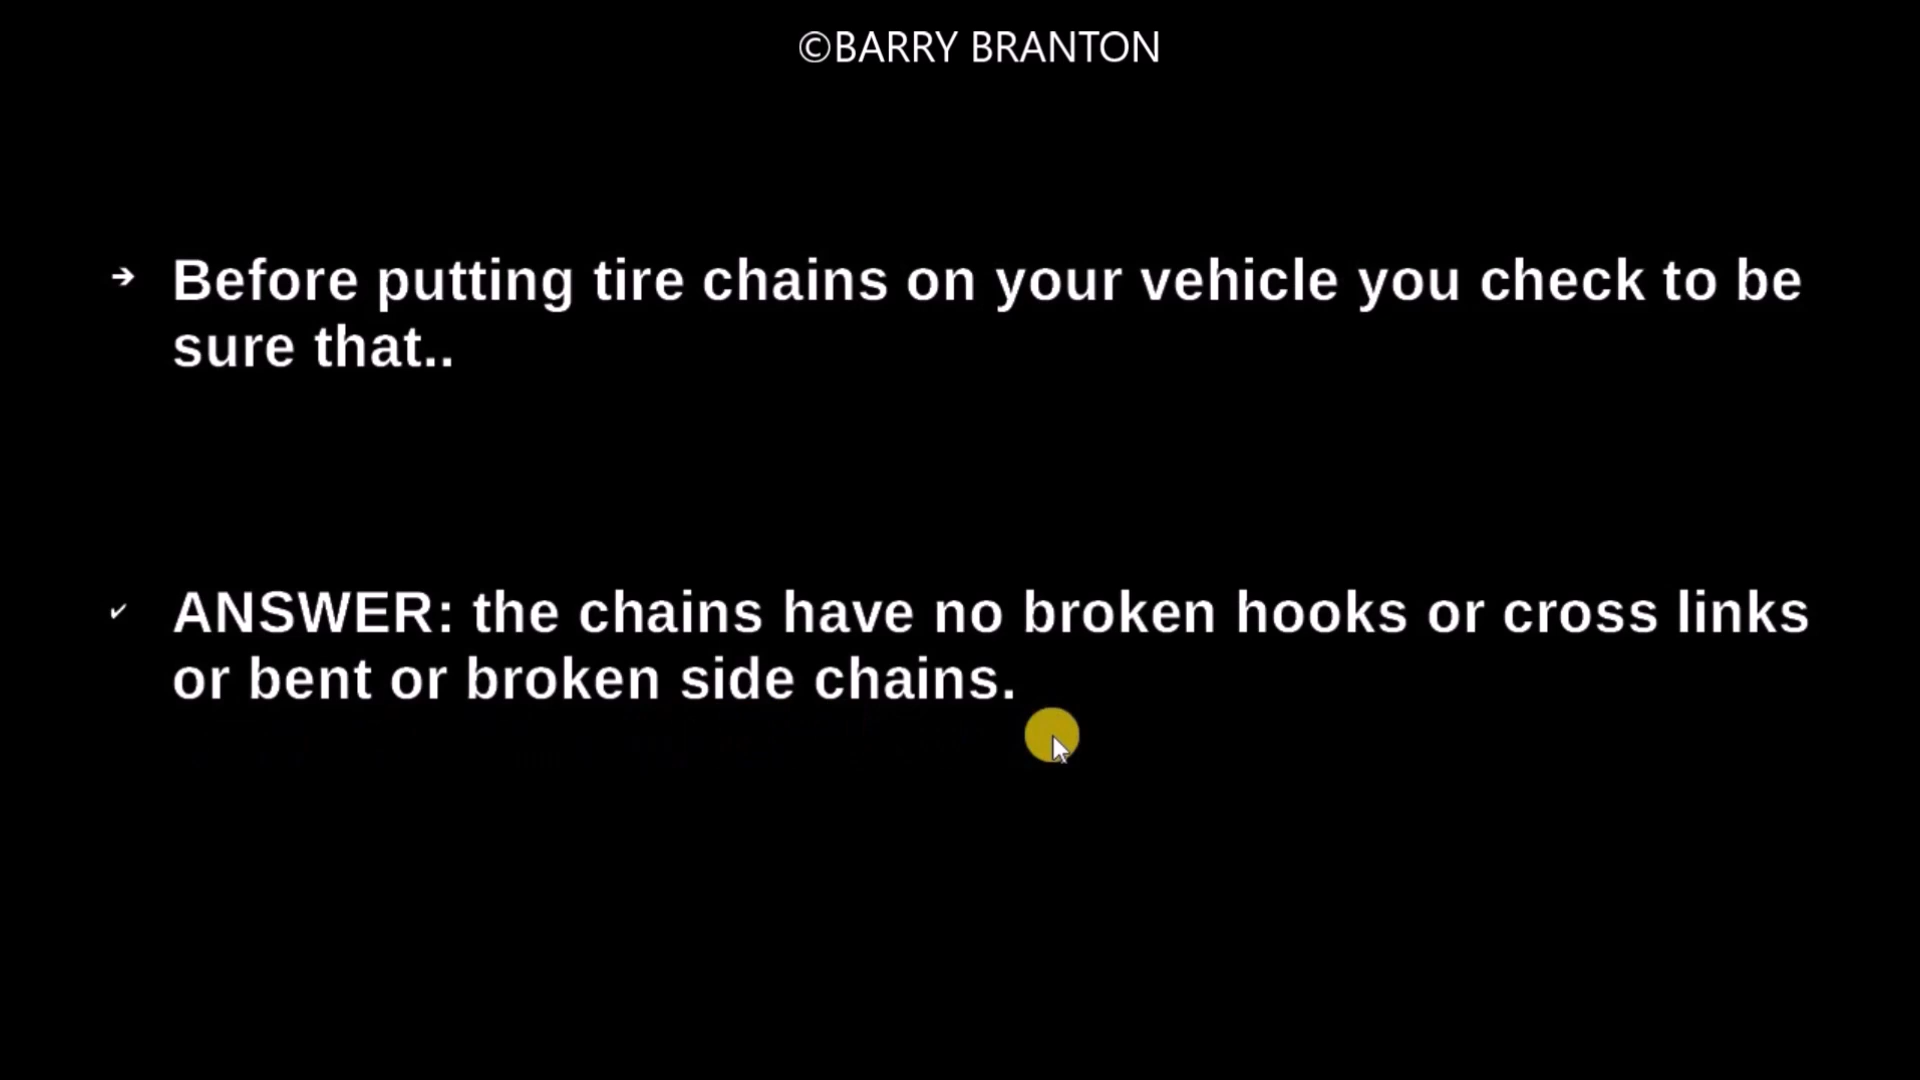 ©BARRY BRANTON
➔ Before putting tire chains on your vehicle you check to be
sure that..
✔ ANSWER: the chains have no broken hooks or cross links
or bent or broken side chains.